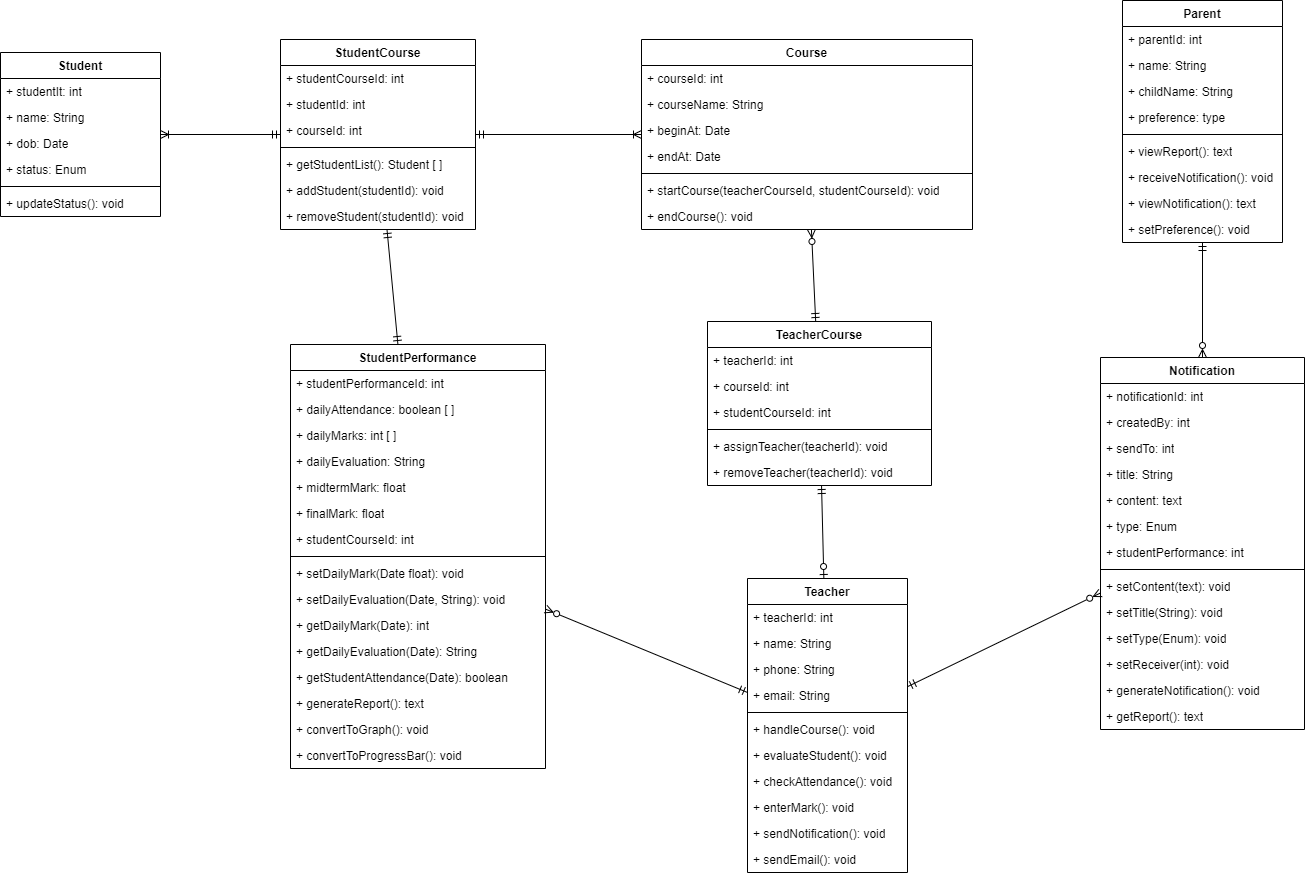 Student
+ studentIt: int
+ name: String
+ dob: Date
+ status: Enum
+ updateStatus(): void
StudentCourse
+ studentCourseId: int
+ studentId: int
+ courseId: int
+ getStudentList(): Student [ ]
+ addStudent(studentId): void
+ removeStudent(studentId): void
Course
+ courseId: int
+ courseName: String
+ beginAt: Date
+ endAt: Date
+ startCourse(teacherCourseId, studentCourseId): void
+ endCourse(): void
Parent
+ parentId: int
+ name: String
+ childName: String
+ preference: type
+ viewReport(): text
+ receiveNotification(): void
+ viewNotification(): text
+ setPreference(): void
StudentPerformance
+ studentPerformanceId: int
+ dailyAttendance: boolean [ ]
+ dailyMarks: int [ ]
+ dailyEvaluation: String
+ midtermMark: float
+ finalMark: float
+ studentCourseId: int
+ setDailyMark(Date float): void
+ setDailyEvaluation(Date, String): void
+ getDailyMark(Date): int
+ getDailyEvaluation(Date): String
+ getStudentAttendance(Date): boolean
+ generateReport(): text
+ convertToGraph(): void
+ convertToProgressBar(): void
TeacherCourse
+ teacherId: int
+ courseId: int
+ studentCourseId: int
+ assignTeacher(teacherId): void
+ removeTeacher(teacherId): void
Teacher
+ teacherId: int
+ name: String
+ phone: String
+ email: String
+ handleCourse(): void
+ evaluateStudent(): void
+ checkAttendance(): void
+ enterMark(): void
+ sendNotification(): void
+ sendEmail(): void
Notification
+ notificationId: int
+ createdBy: int
+ sendTo: int
+ title: String
+ content: text
+ type: Enum
+ studentPerformance: int
+ setContent(text): void
+ setTitle(String): void
+ setType(Enum): void
+ setReceiver(int): void
+ generateNotification(): void
+ getReport(): text